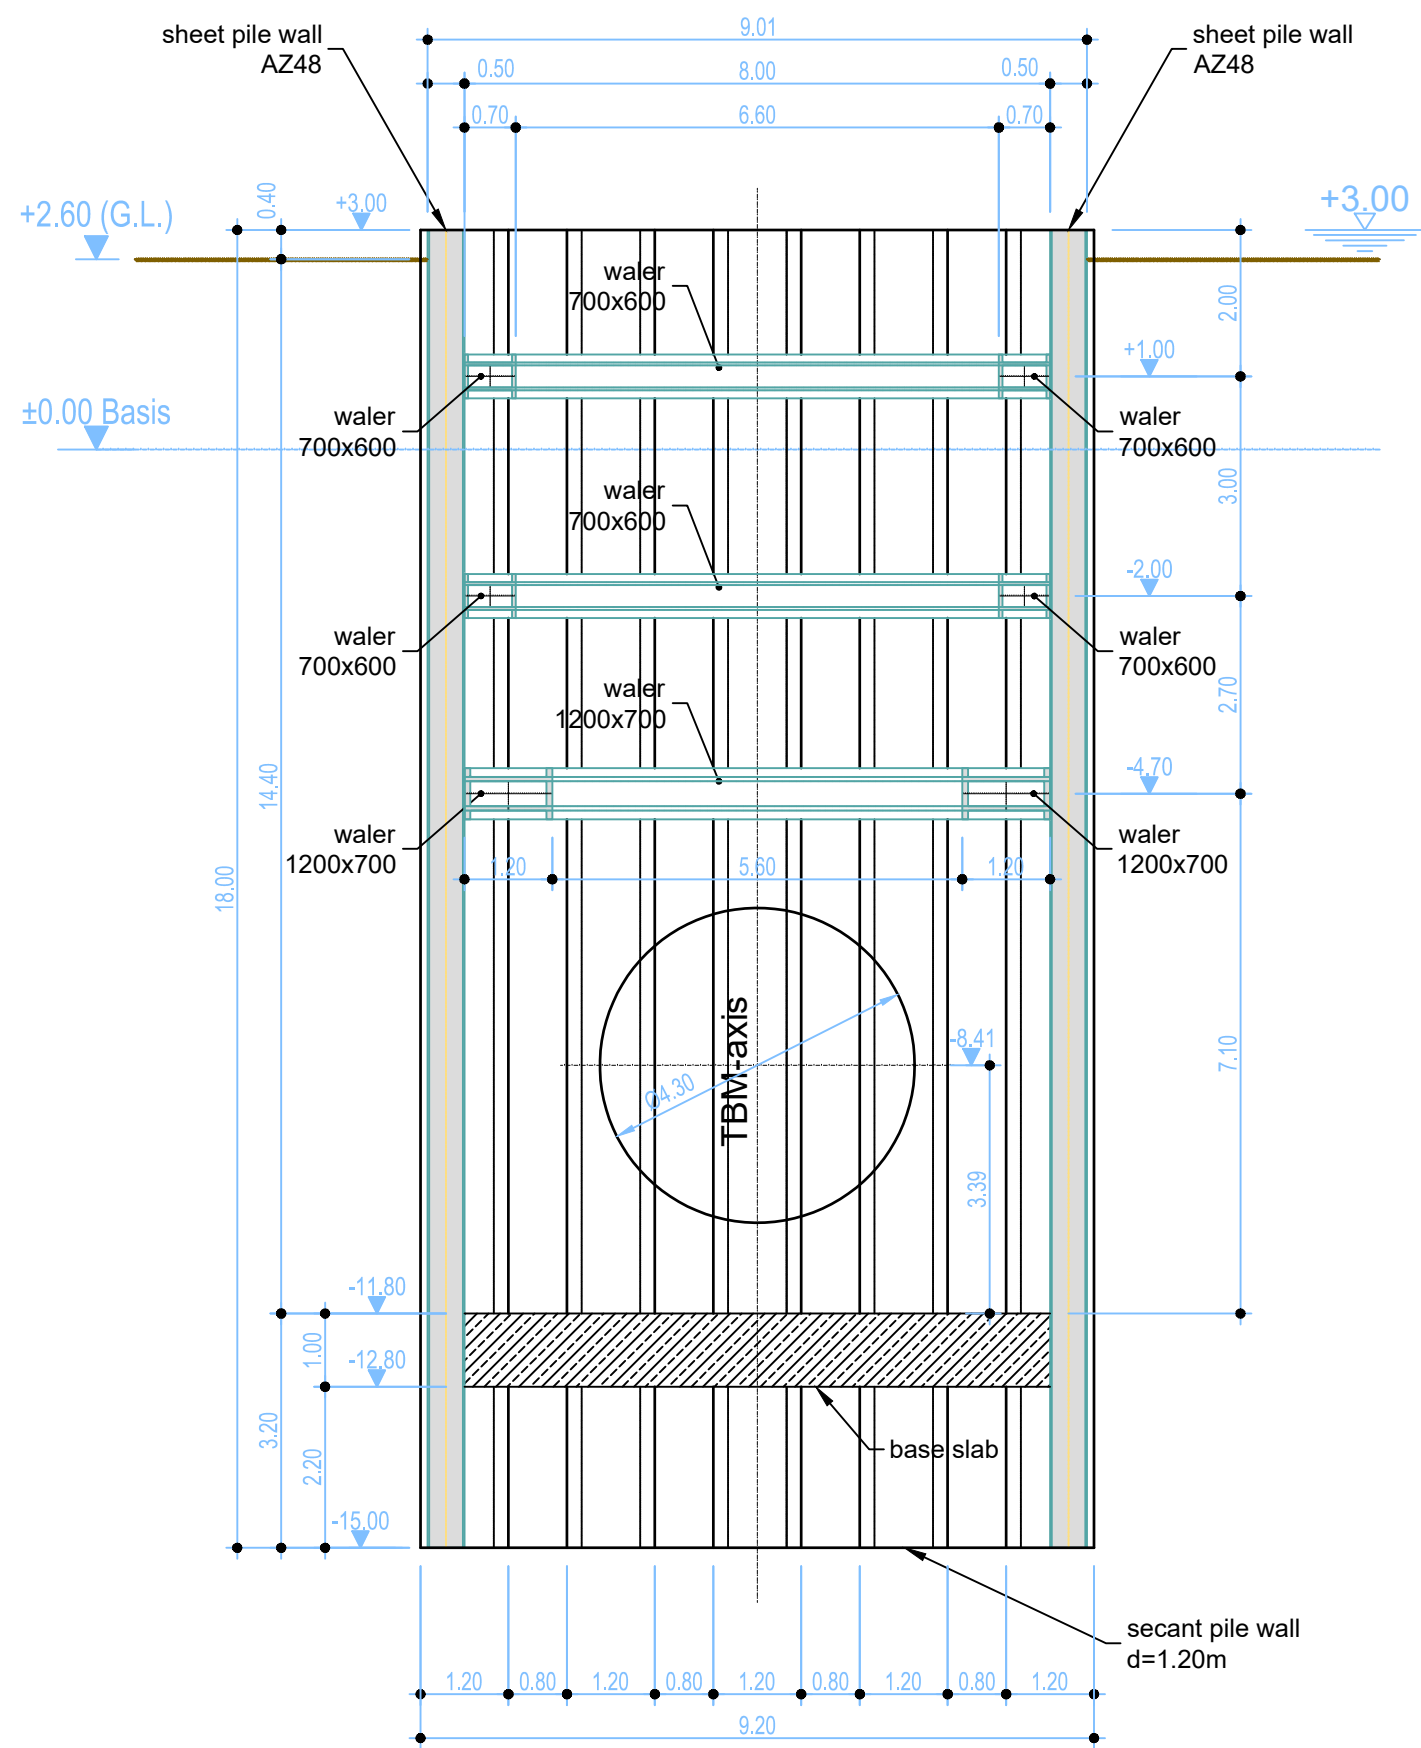 9.01
sheet pile wall
AZ48
sheet pile wall
AZ48
0.50
8.00
0.50
0.70
6.60
0.70
0.40
+3.00
+2.60 (G.L.)
+3.00
waler
700x600
2.00
+1.00
±0.00 Basis
waler
700x600
waler
700x600
3.00
waler
700x600
-2.00
waler
700x600
waler
700x600
2.70
waler
1200x700
14.40
-4.70
waler
1200x700
waler
1200x700
18.00
1.20
5.60
1.20
TBM-axis
-8.41
Ø4.30
7.10
3.39
-11.80
1.00
-12.80
3.20
2.20
base slab
-15.00
secant pile wall
d=1.20m
1.20
0.80
1.20
0.80
1.20
0.80
1.20
0.80
1.20
9.20